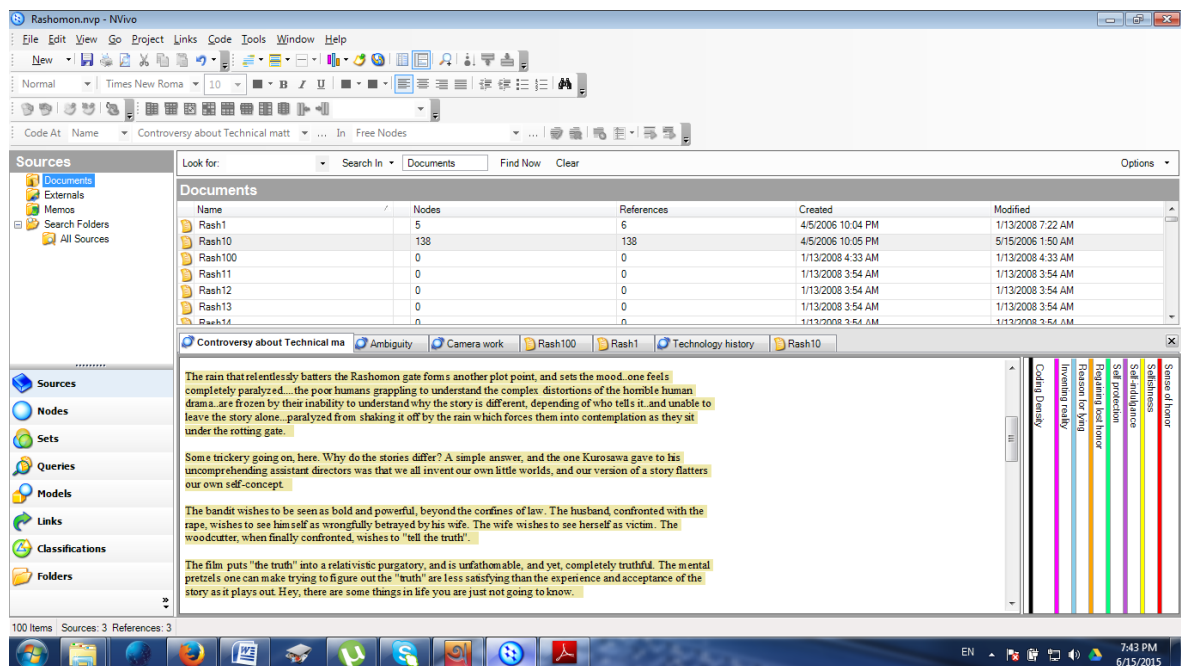 Rashomon.nvp - NVivo
File Edit View Go Project Links Code Tools Window Help
New
Normal Times New Roma 10 B I U
Code At Name Controversy about Technical matt ... In Free Nodes ...
Sources
Documents
Externals
Memos
Search Folders
All Sources
Look for: Search In Documents Find Now Clear Options
Documents
Name Nodes References Created Modified
Rash1 5 6 4/5/2006 10:04 PM 1/13/2008 7:22 AM
Rash10 138 138 4/5/2006 10:05 PM 5/15/2006 1:50 AM
Rash100 0 0 1/13/2008 4:33 AM 1/13/2008 4:33 AM
Rash11 0 0 1/13/2008 3:54 AM 1/13/2008 3:54 AM
Rash12 0 0 1/13/2008 3:54 AM 1/13/2008 3:54 AM
Rash13 0 0 1/13/2008 3:54 AM 1/13/2008 3:54 AM
Rash14 0 0 1/13/2008 3:54 AM 1/13/2008 3:54 AM
Controversy about Technical ma Ambiguity Camera work Rash100 Rash1 Technology history Rash10
The rain that relentlessly batters the Rashomon gate forms another plot point, and sets the mood..one feels
completely paralyzed....the poor humans grappling to understand the complex distortions of the horrible human
drama..are frozen by their inability to understand why the story is different, depending of who tells it..and unable to
leave the story alone...paralyzed from shaking it off by the rain which forces them into contemplation as they sit
under the rotting gate.
Some trickery going on, here. Why do the stories differ? A simple answer, and the one Kurosawa gave to his
uncomprehending assistant directors was that we all invent our own little worlds, and our version of a story flatters
our own self-concept.
The bandit wishes to be seen as bold and powerful, beyond the confines of law. The husband, confronted with the
rape, wishes to see himself as wrongfully betrayed by his wife. The wife wishes to see herself as victim. The
woodcutter, when finally confronted, wishes to "tell the truth".
The film puts "the truth" into a relativistic purgatory, and is unfathomable, and yet, completely truthful. The mental
pretzels one can make trying to figure out the "truth" are less satisfying than the experience and acceptance of the
story as it plays out. Hey, there are some things in life you are just not going to know.
Coding Density
Inventing reality
Reason for lying
Regaining lost honor
Self protection
Self-indulgance
Selfishness
Sense of honor
Sources
Nodes
Sets
Queries
Models
Links
Classifications
Folders
100 Items Sources: 3 References: 3
EN
7:43 PM
6/15/2015